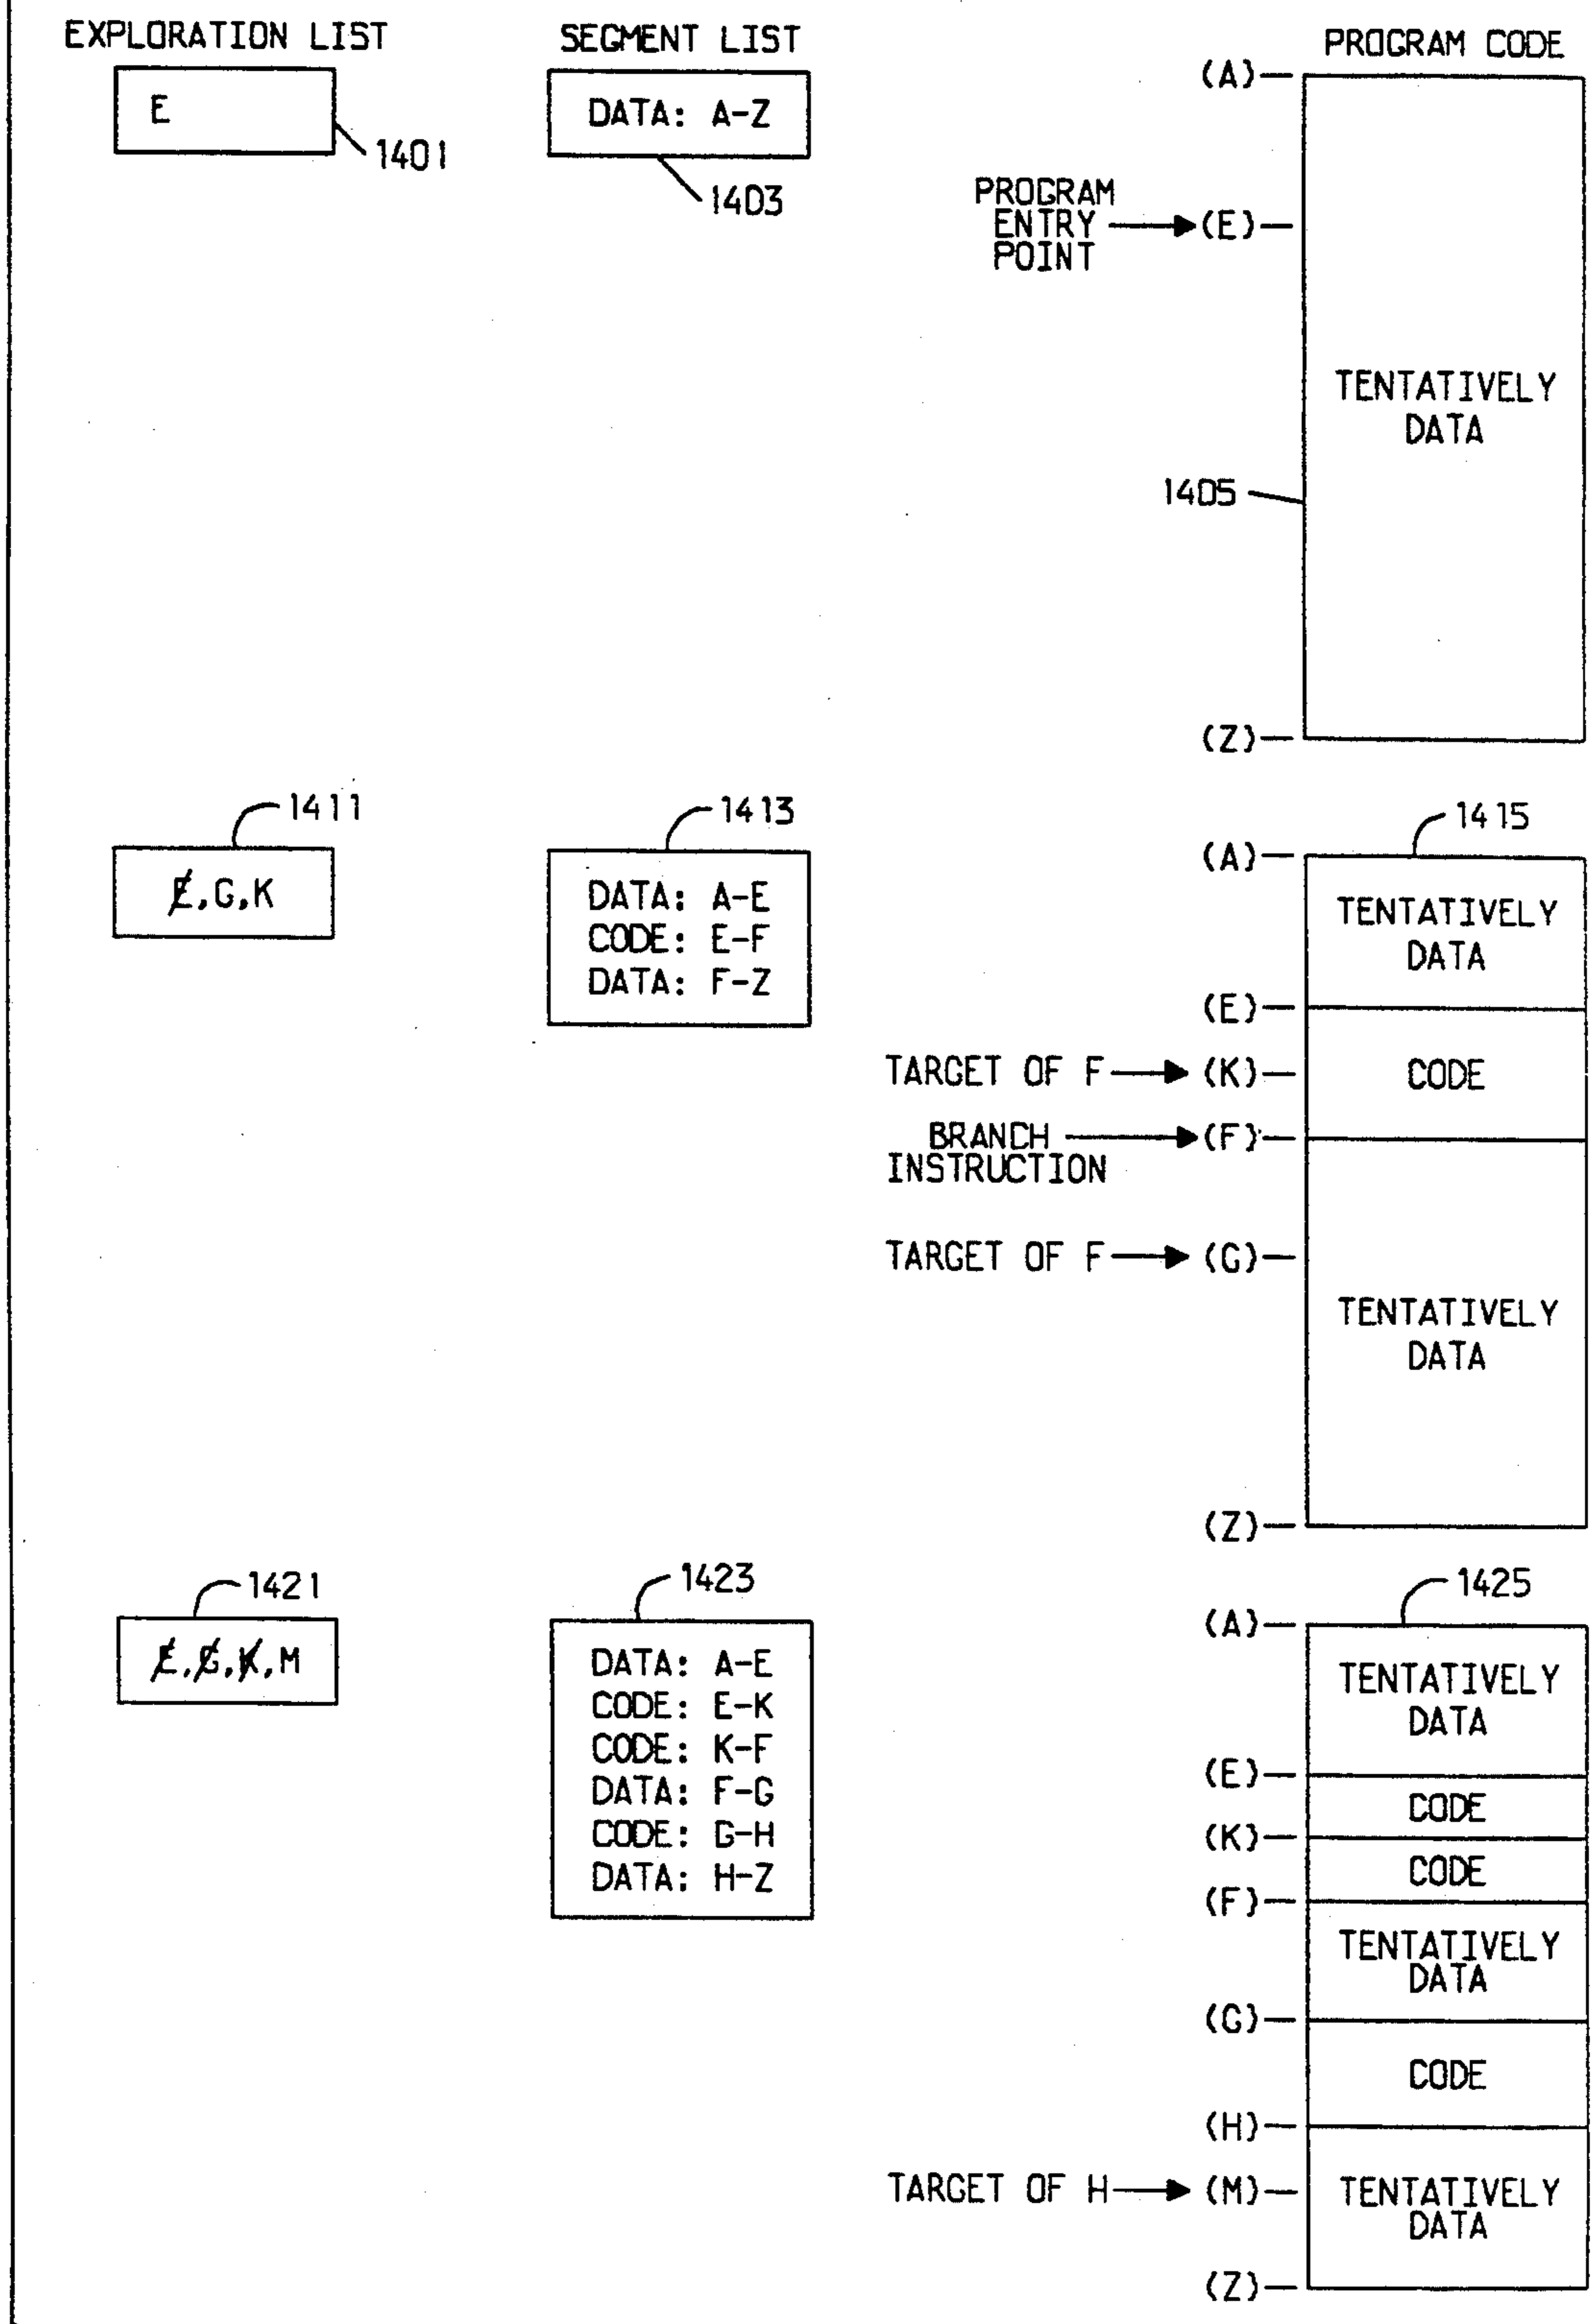 EXPLORATION LIST
SEGMENT LIST
PROGRAM CODE
E
1401
DATA: A-Z
1403
(A)
PROGRAM
ENTRY
POINT
(E)
TENTATIVELY
DATA
1405
(Z)
1411
E,G,K
1413
DATA: A-E
CODE: E-F
DATA: F-Z
1415
(A)
TENTATIVELY
DATA
(E)
TARGET OF F
(K)
CODE
BRANCH
INSTRUCTION
(F)
TARGET OF F
(G)
TENTATIVELY
DATA
(Z)
1421
E,G,K,M
1423
DATA: A-E
CODE: E-K
CODE: K-F
DATA: F-G
CODE: G-H
DATA: H-Z
1425
(A)
TENTATIVELY
DATA
(E)
CODE
(K)
CODE
(F)
TENTATIVELY
DATA
(G)
CODE
(H)
TARGET OF H
(M)
TENTATIVELY
DATA
(Z)